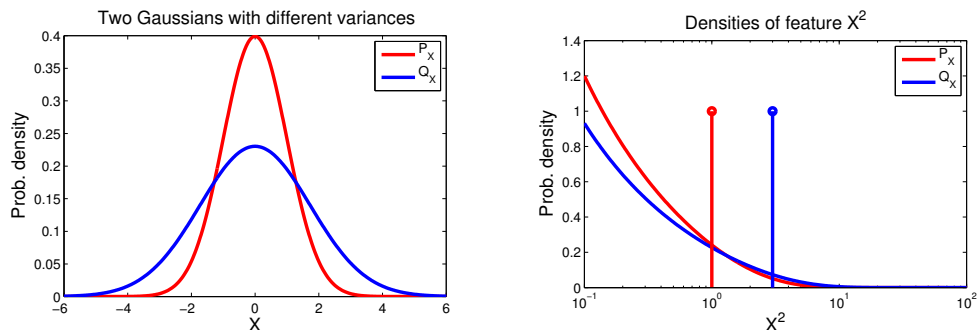 Two Gaussians with different variances
0.4
0.35
0.3
0.25
0.2
0.15
0.1
0.05
0
−6
−4
−2
0
2
4
6
Prob. density
X
P_X
Q_X
Densities of feature X^2
1.4
1.2
1
0.8
0.6
0.4
0.2
0
10^−1
10^0
10^1
10^2
Prob. density
X^2
P_X
Q_X